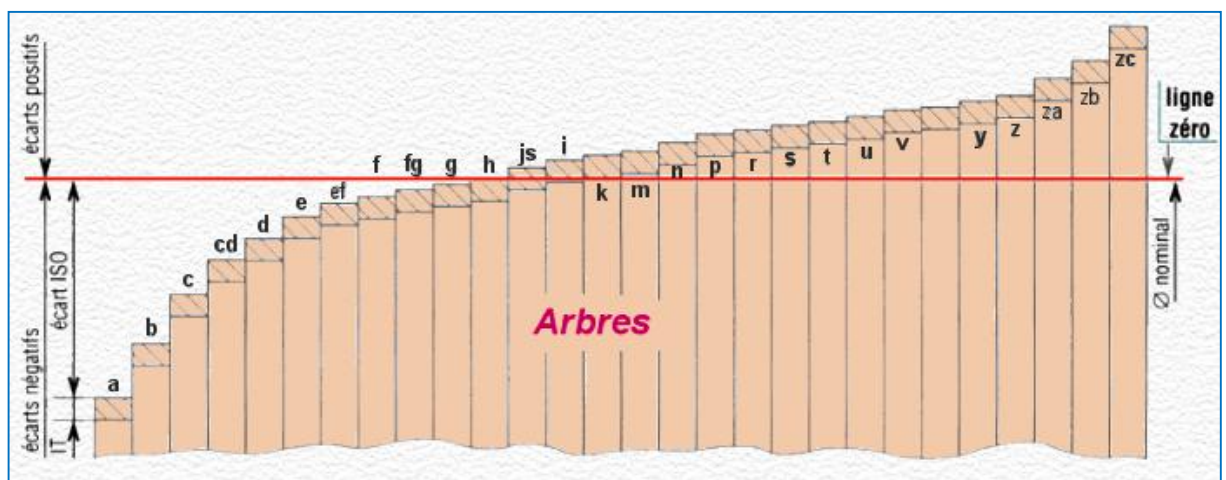 écarts positifs
écarts négatifs
écart ISO
IT
a
b
c
cd
d
e
ef
f
fg
g
h
js
i
k
m
n
p
r
s
t
u
v
y
z
za
zb
zc
ligne
zéro
Ø nominal
Arbres